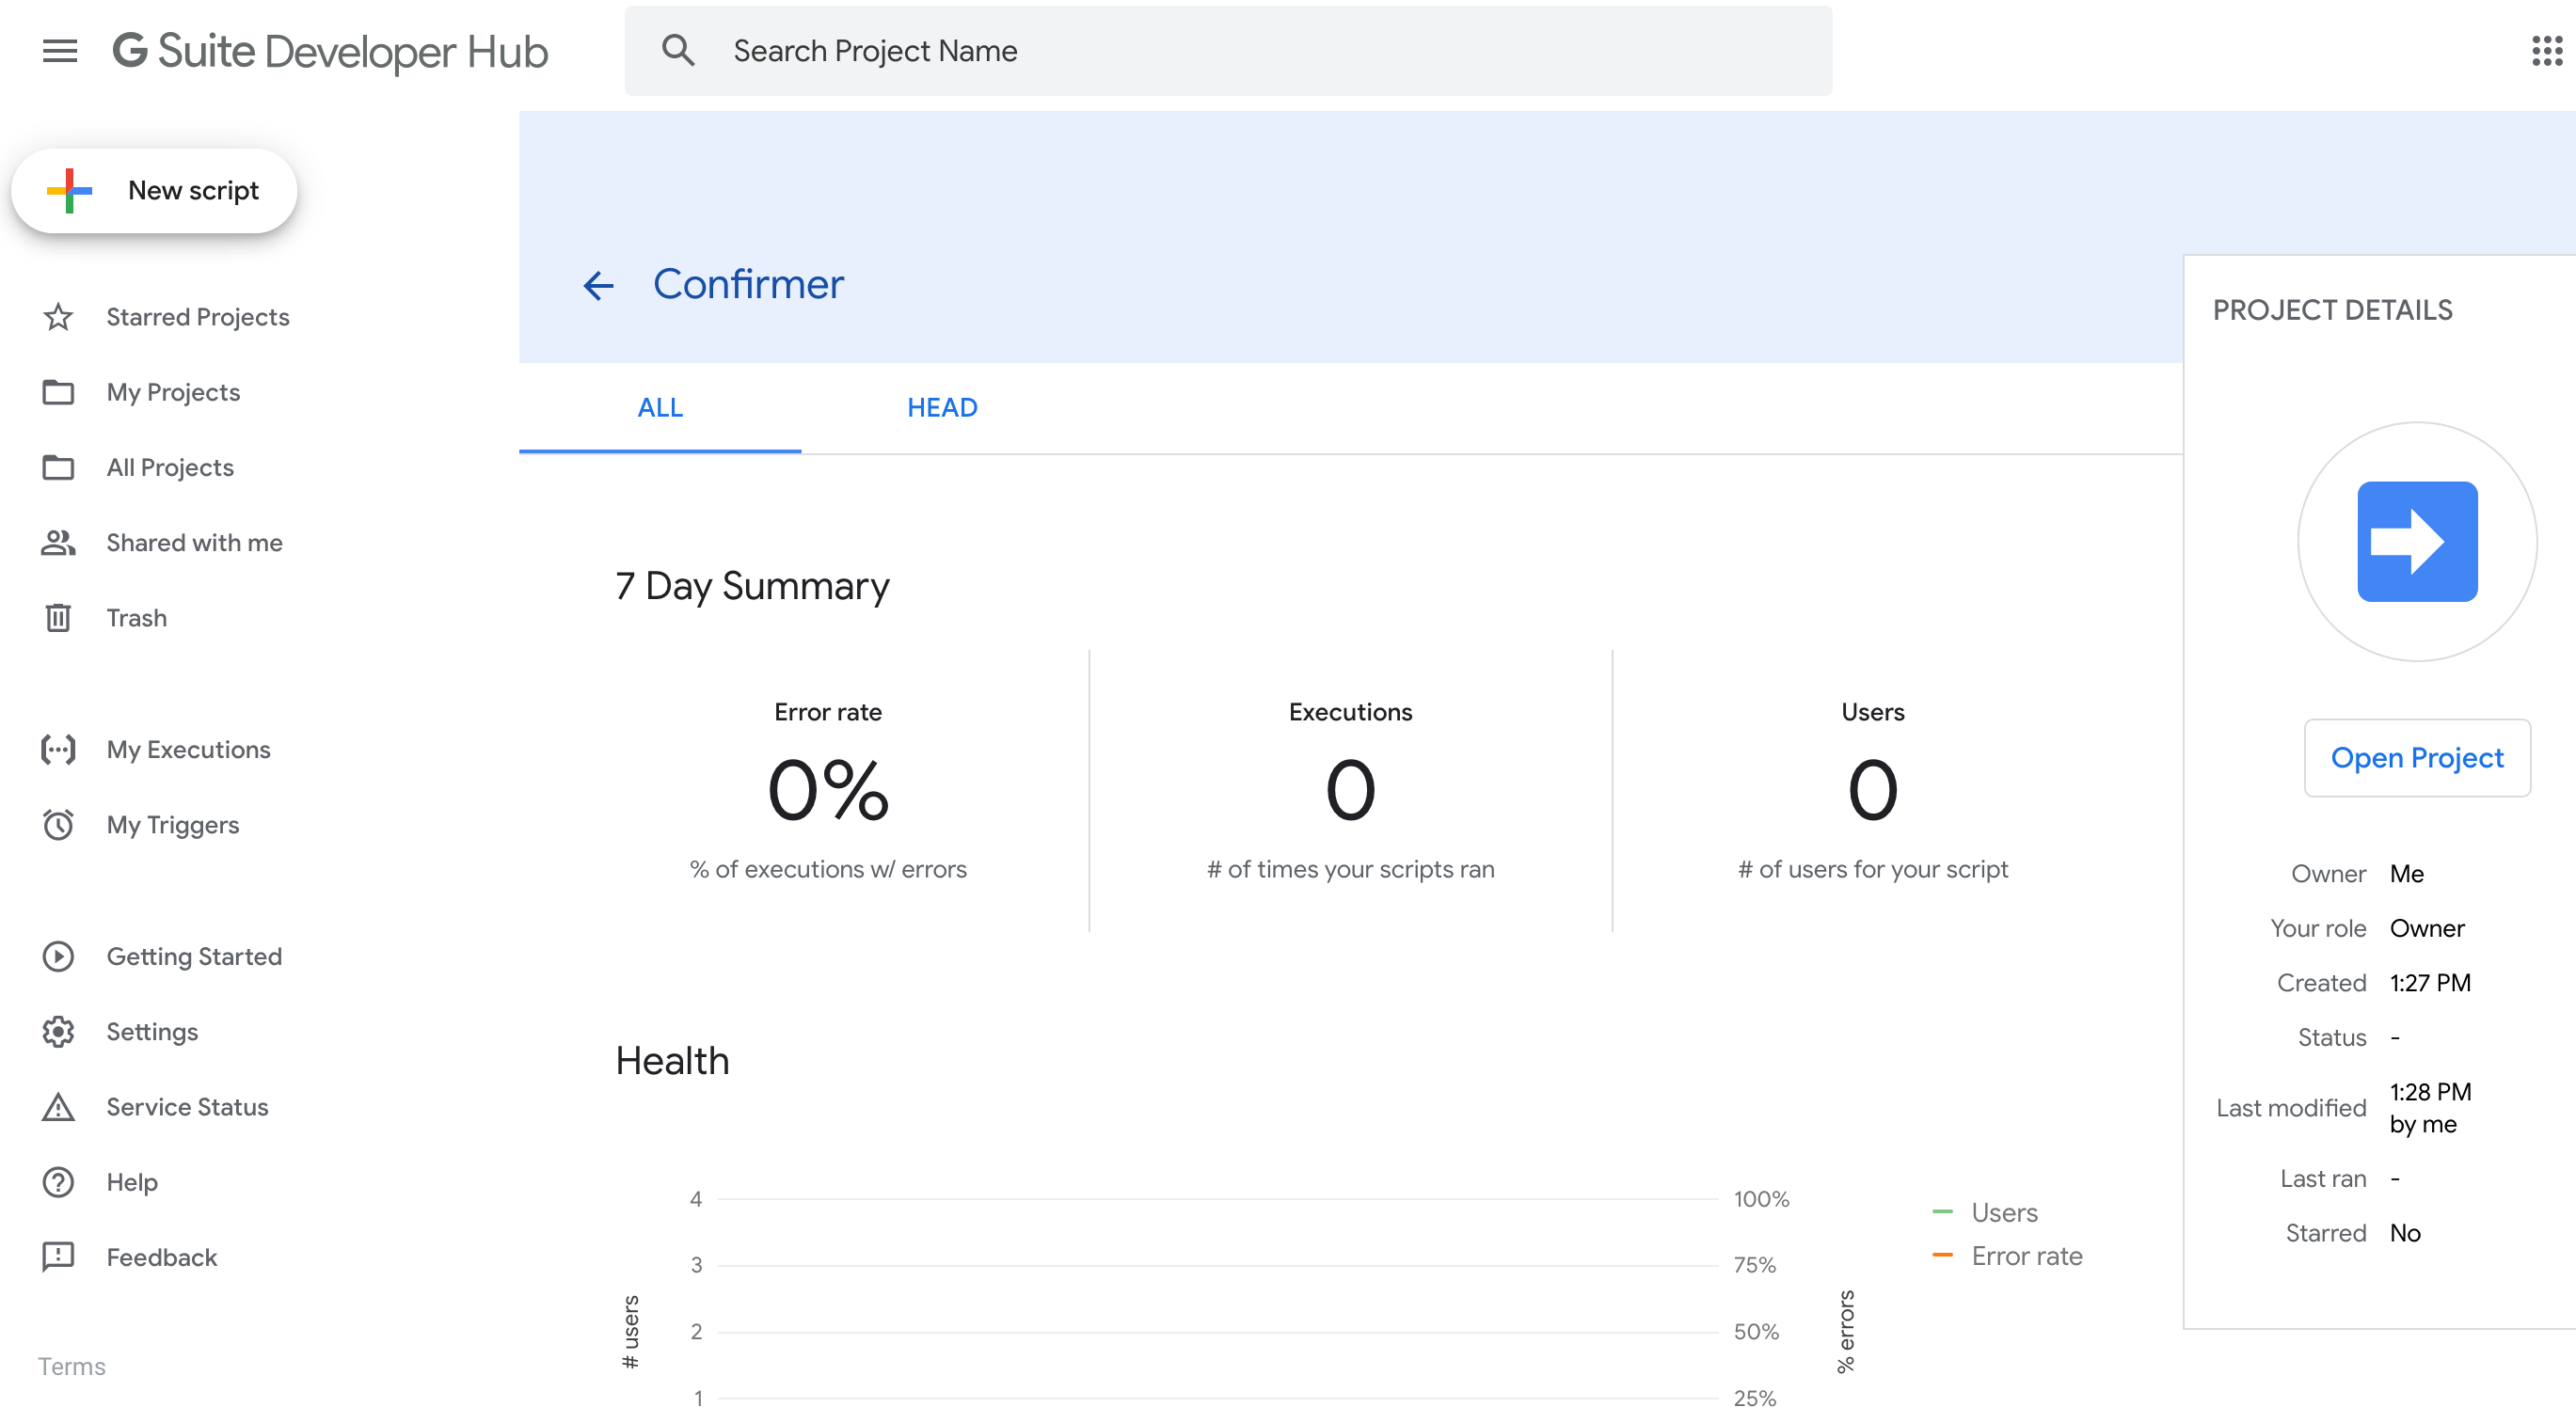 G Suite Developer Hub
Search Project Name
New script
Starred Projects
My Projects
All Projects
Shared with me
Trash
My Executions
My Triggers
Getting Started
Settings
Service Status
Help
Feedback
Terms
Confirmer
ALL
HEAD
7 Day Summary
Error rate
0%
% of executions w/ errors
Executions
0
# of times your scripts ran
Users
0
# of users for your script
Health
# users
4
3
2
1
100%
75%
50%
25%
% errors
Users
Error rate
PROJECT DETAILS
Open Project
Owner Me
Your role Owner
Created 1:27 PM
Status -
Last modified 1:28 PM
by me
Last ran -
Starred No